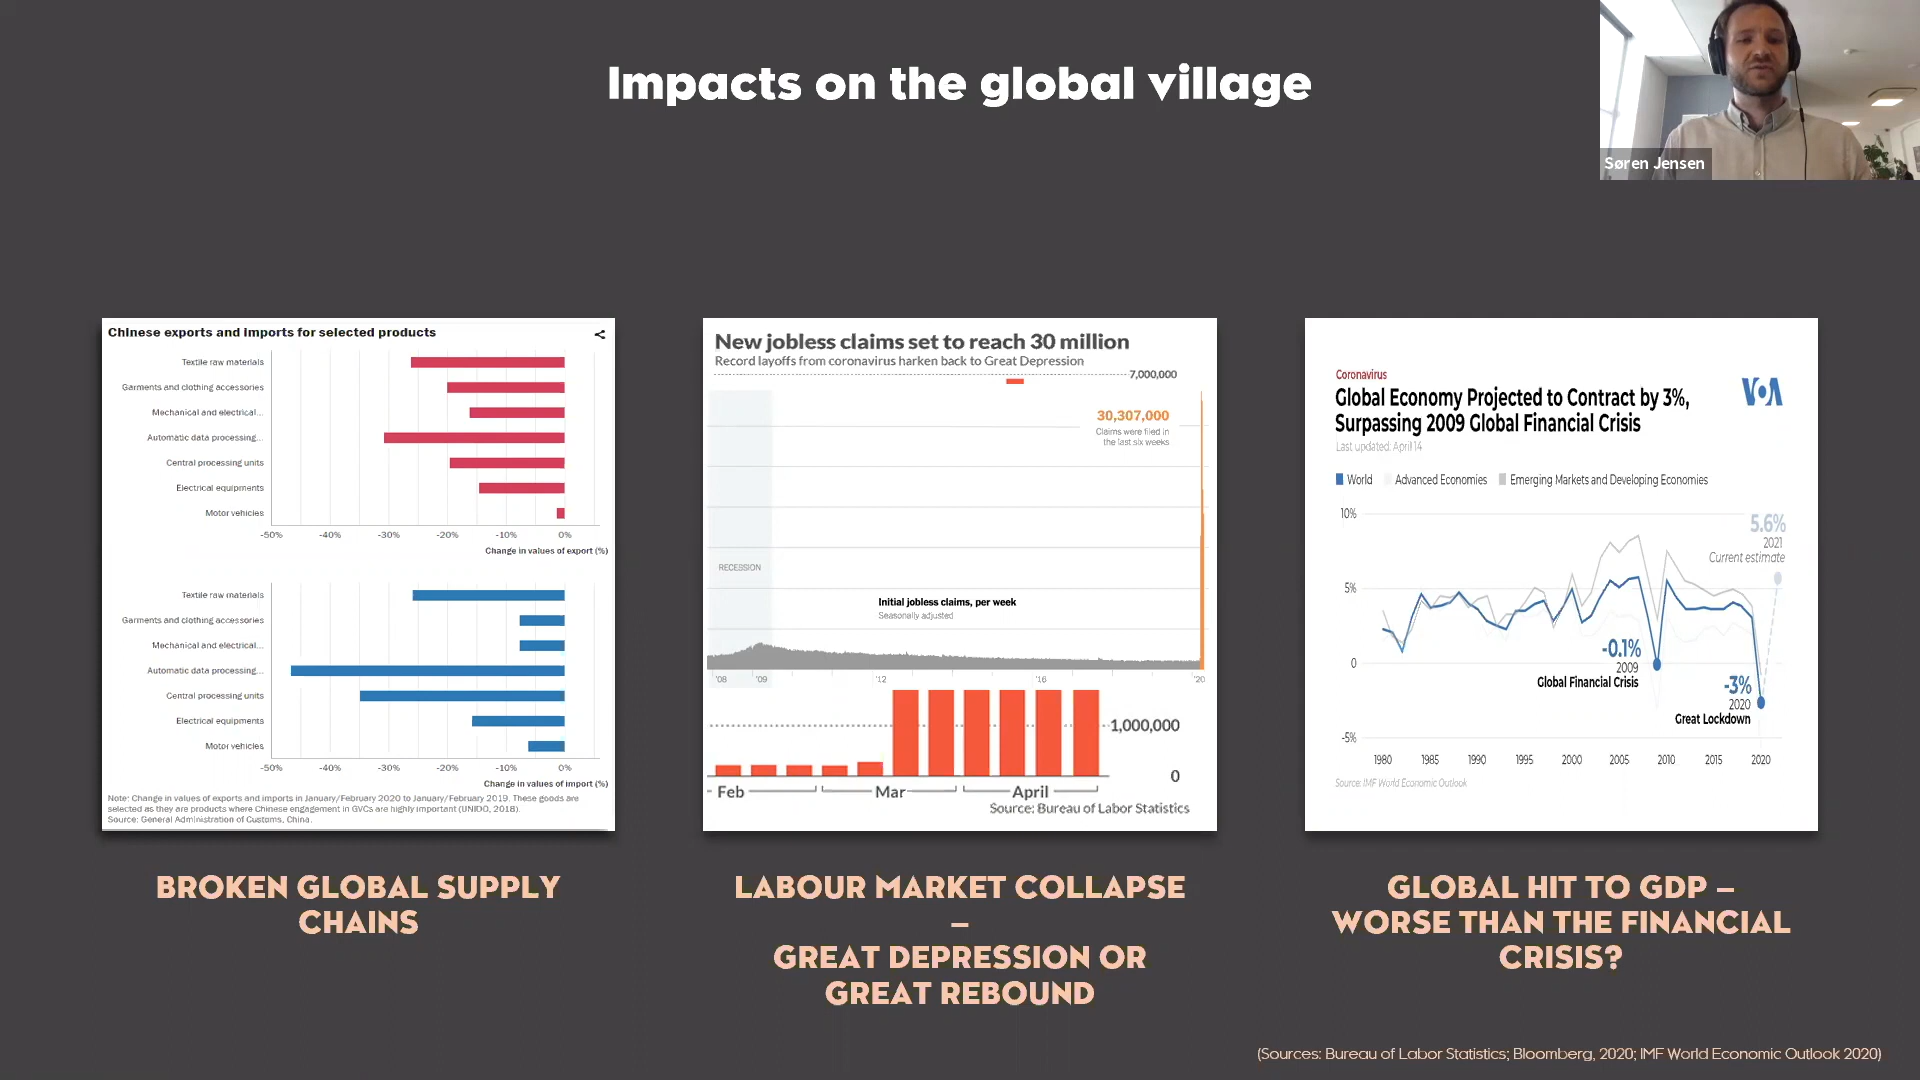 Impacts on the global village
Søren Jensen
Chinese exports and imports for selected products
Textile raw materials
Garments and clothing accessories
Mechanical and electrical...
Automatic data processing...
Central processing units
Electrical equipments
Motor vehicles
-50% -40% -30% -20% -10% 0%
Change in values of export (%)
Textile raw materials
Garments and clothing accessories
Mechanical and electrical...
Automatic data processing...
Central processing units
Electrical equipments
Motor vehicles
-50% -40% -30% -20% -10% 0%
Change in values of import (%)
Note: Change in values of exports and imports in January/February 2020 to January/February 2019. These goods are
selected as they are products where Chinese engagement in GVCs are highly important (UNIDO, 2018).
Source: General Administration of Customs, China.
BROKEN GLOBAL SUPPLY
CHAINS
New jobless claims set to reach 30 million
Record layoffs from coronavirus harken back to Great Depression
7,000,000
30,307,000
Claims were filed in
the last six weeks
RECESSION
Initial jobless claims, per week
Seasonally adjusted
'08 '09 '12 '16 '20
1,000,000
0
Feb Mar April
Source: Bureau of Labor Statistics
LABOUR MARKET COLLAPSE
–
GREAT DEPRESSION OR
GREAT REBOUND
Coronavirus
VOA
Global Economy Projected to Contract by 3%,
Surpassing 2009 Global Financial Crisis
Last updated: April 14
World Advanced Economies Emerging Markets and Developing Economies
10%
5.6%
2021
Current estimate
5%
-0.1%
2009
Global Financial Crisis
0
-3%
2020
Great Lockdown
-5%
1980 1985 1990 1995 2000 2005 2010 2015 2020
Source: IMF World Economic Outlook
GLOBAL HIT TO GDP –
WORSE THAN THE FINANCIAL
CRISIS?
(Sources: Bureau of Labor Statistics; Bloomberg, 2020; IMF World Economic Outlook 2020)